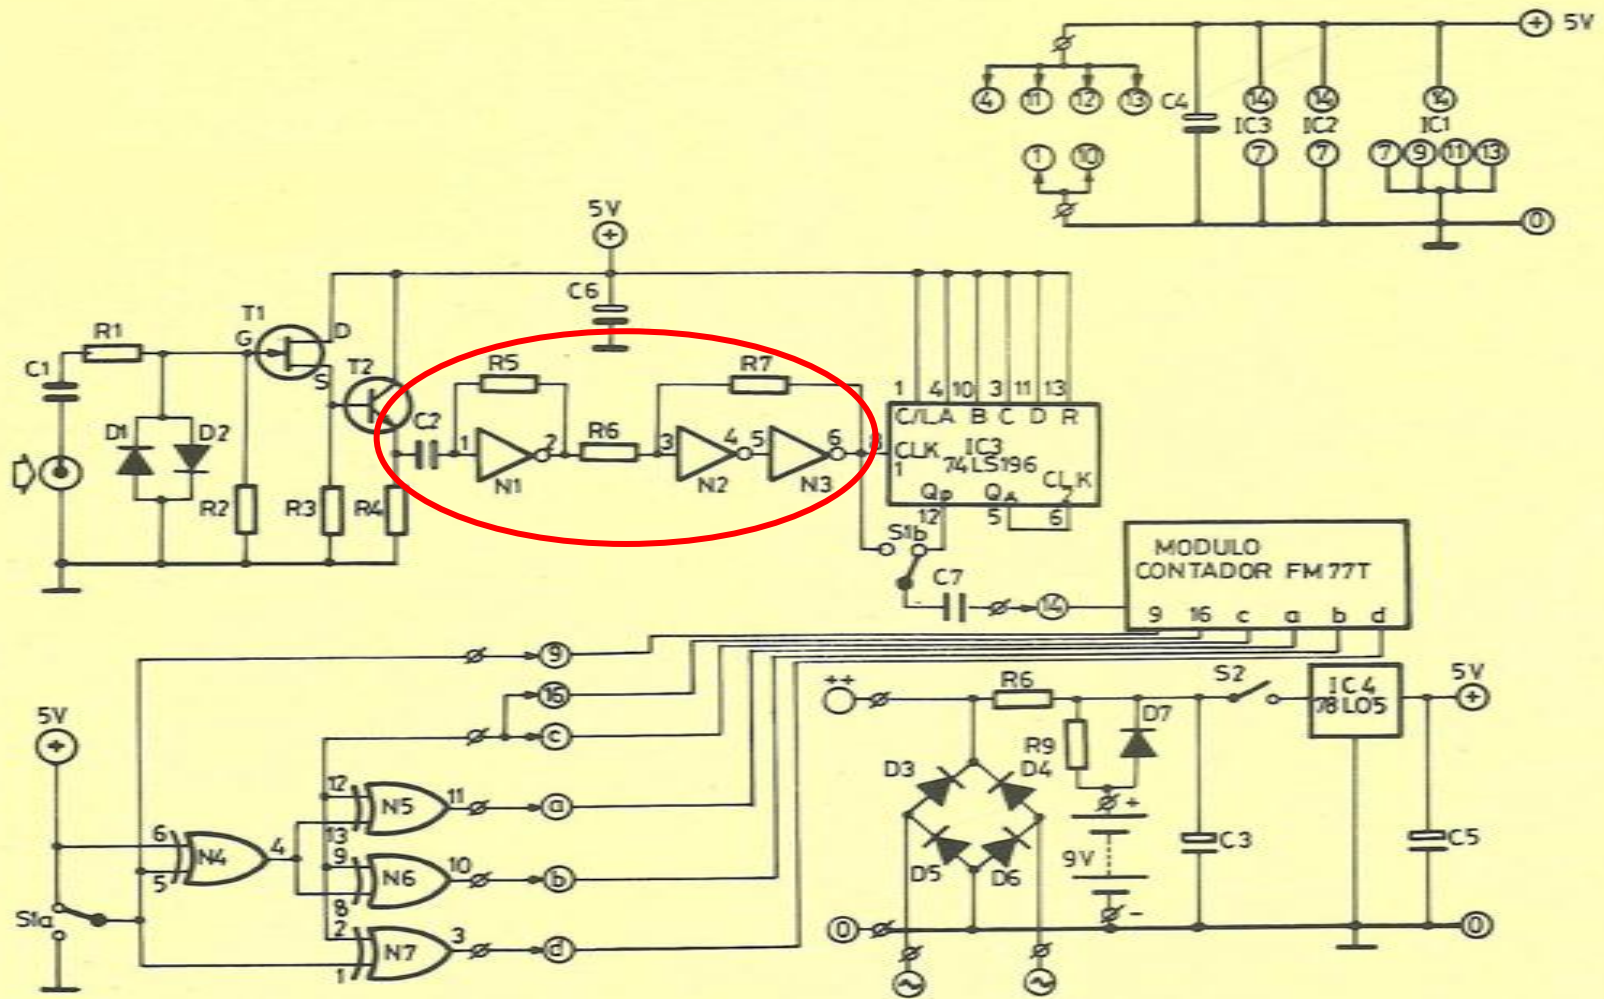 5V
4 11 12 13 C4 14 14 14
IC3 IC2 IC1
1 10 7 7 7 9 11 13
0
5V
C6
T1
R1 G D
C1 S T2
R5 R7
C2
D1 D2
R2 R3 R4
1 2 R6 3 4 5 6 8
N1 N2 N3
1 4 10 3 11 13
C/L A B C D R
CLK IC3
1 74LS196
CLK
QD QA 2
12 5 6
S1b
C7 14
MODULO
CONTADOR FM77T
9 16 c a b d
9
16
c
5V
12
N5 11 a
13
6 N4 4
5
9
N6 10 b
8
S1a
2
N7 3 d
1
++ R6 S2 IC4
78L05
5V
D7
R9
D3 D4
+
9V
D5 D6
-
C3 C5
0 0
~ ~